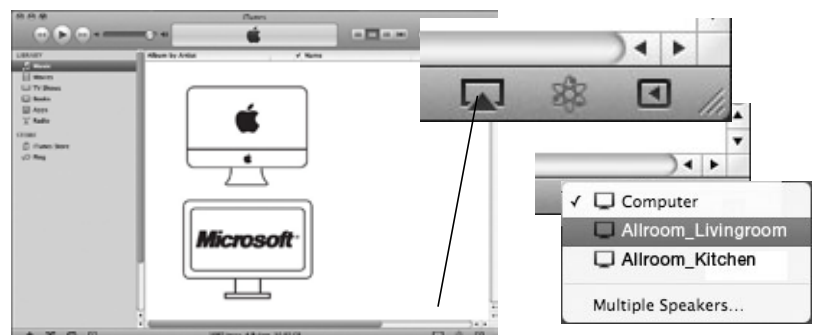 iTunes
LIBRARY
Music
Movies
TV Shows
Books
Apps
Radio
STORE
iTunes Store
Ping
Album by Artist
Name
Microsoft
Computer
Allroom_Livingroom
Allroom_Kitchen
Multiple Speakers...